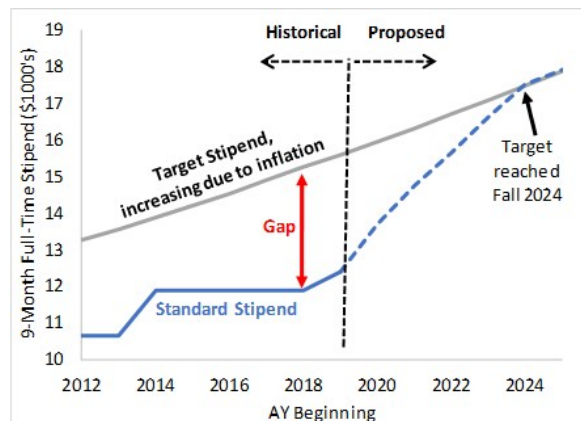 19
18
17
16
15
14
13
12
11
10
9-Month Full-Time Stipend ($1000's)
Historical
Proposed
Target Stipend,
increasing due to inflation
Gap
Standard Stipend
Target
reached
Fall 2024
2012
2014
2016
2018
2020
2022
2024
AY Beginning